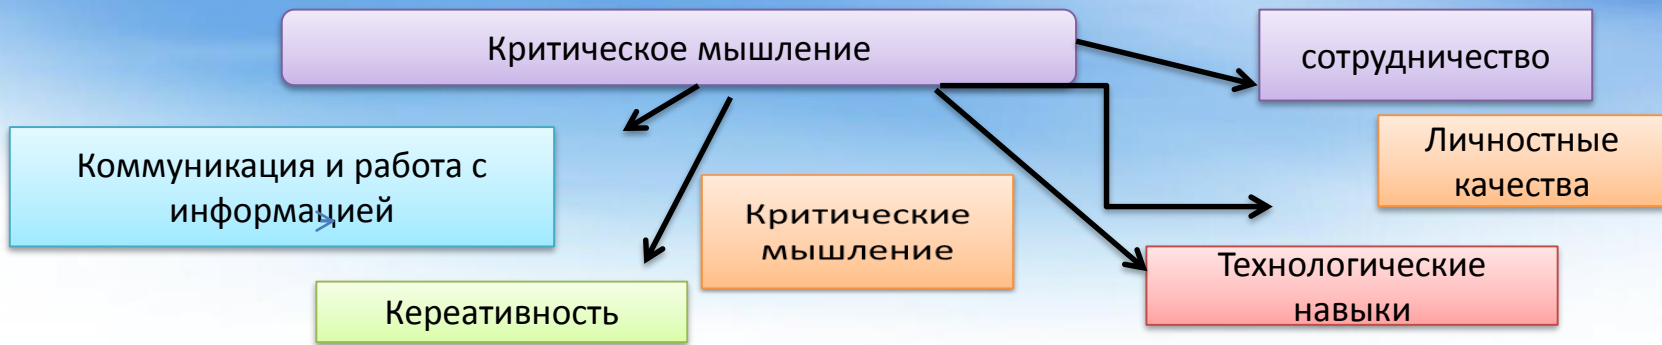 Критическое мышление
сотрудничество
Коммуникация и работа с
информацией
Личностные
качества
Критические
мышление
Технологические
навыки
Кереативность